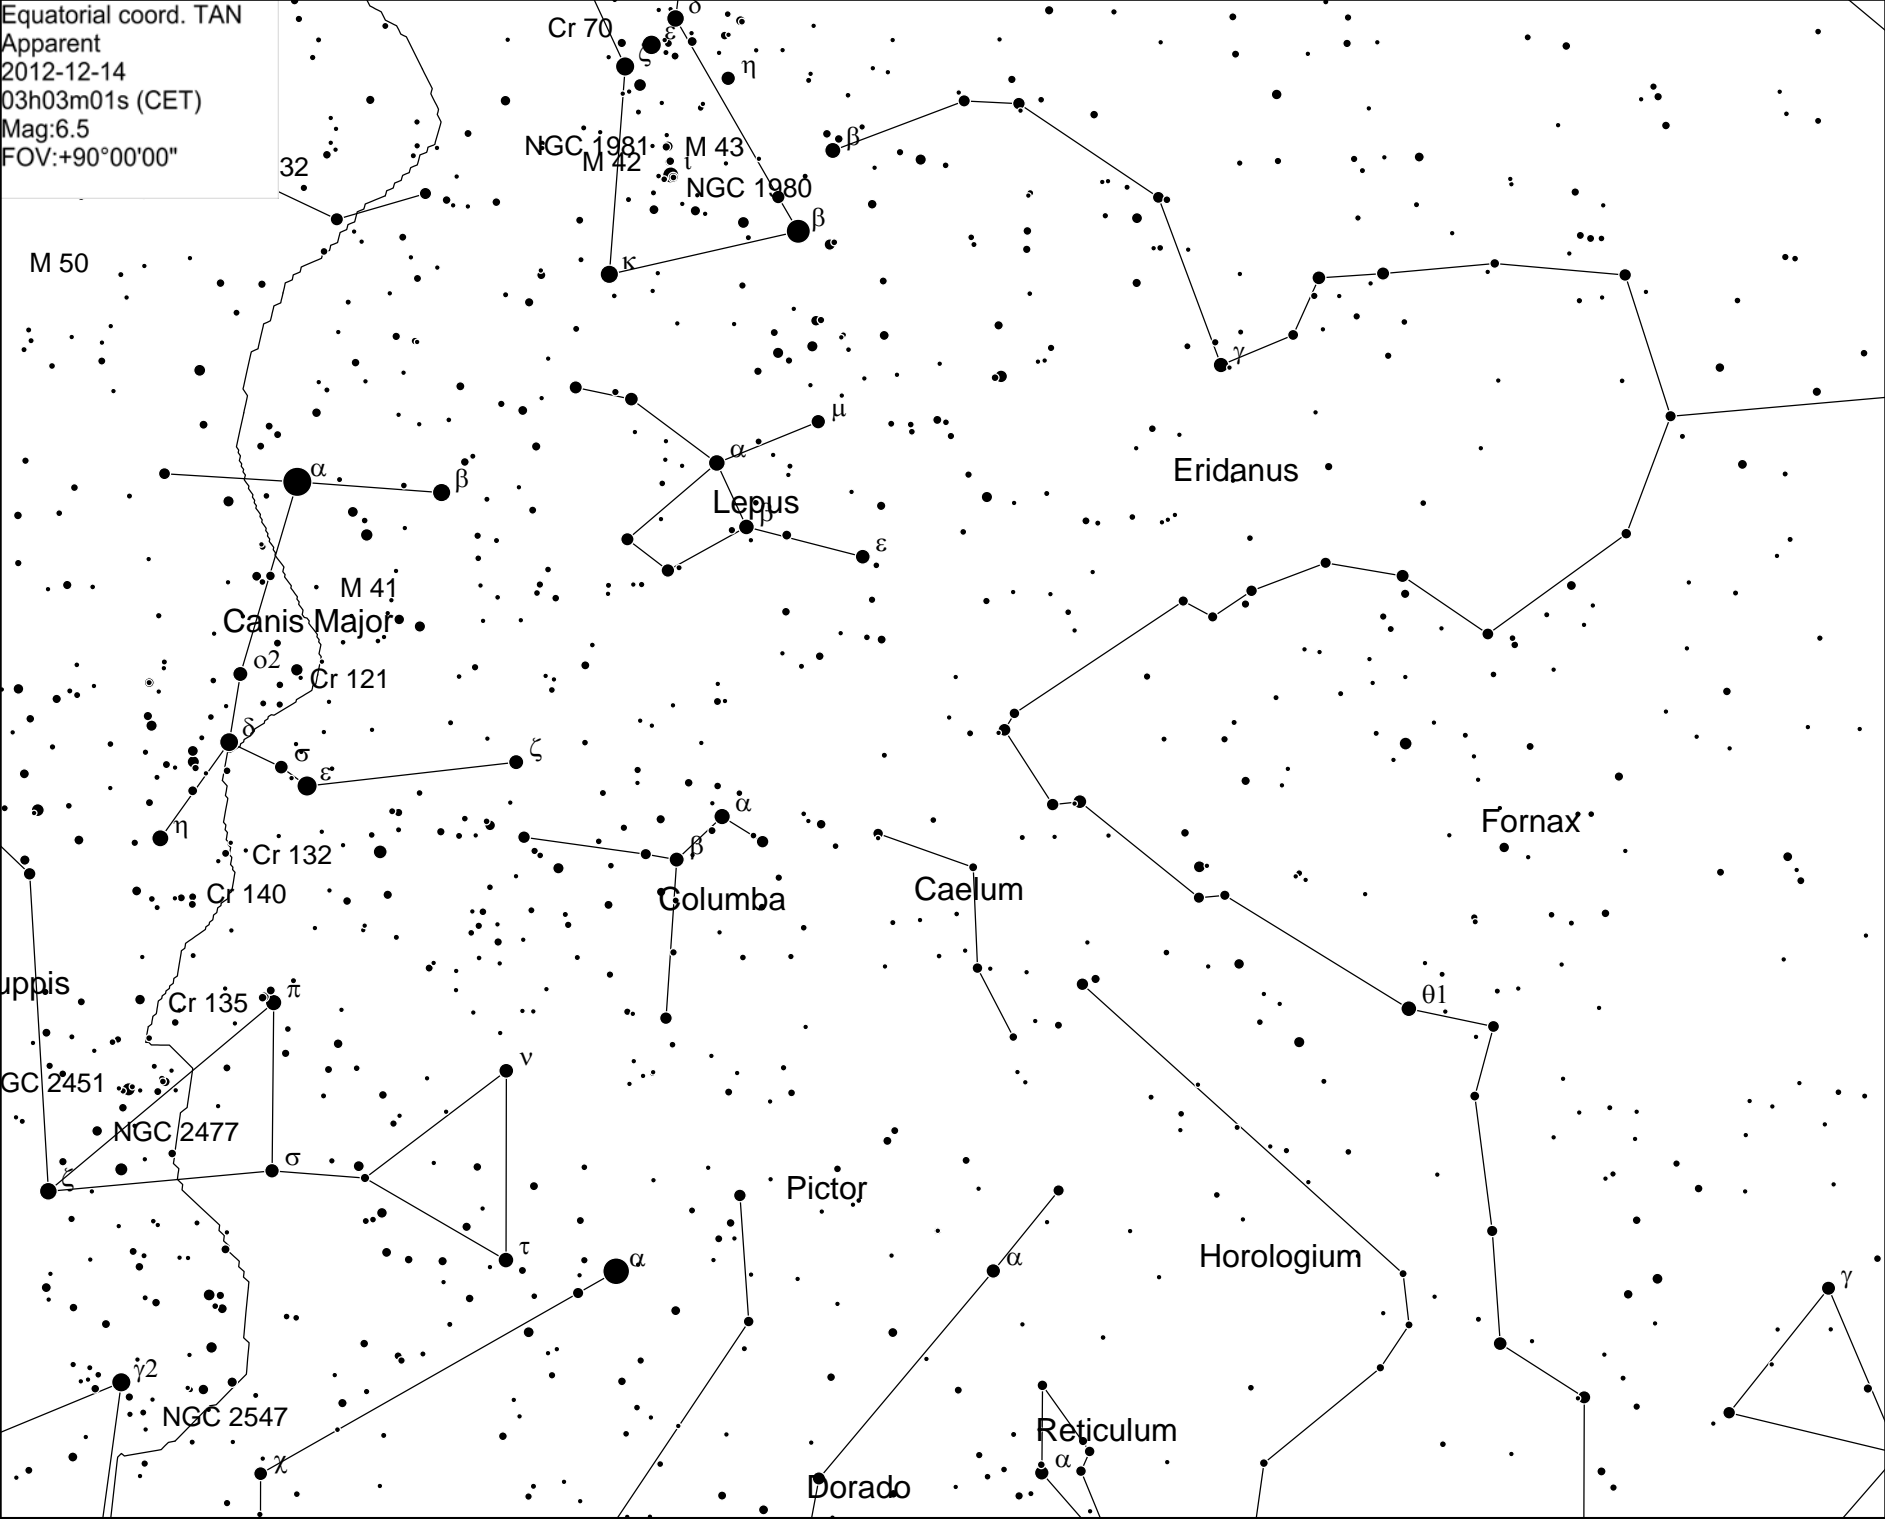 Equatorial coord. TAN
Apparent
2012-12-14
03h03m01s (CET)
Mag:6.5
FOV:+90°00'00"
Cr 70
δ
ε
ζ
η
β
32
NGC 1981
M 43
M 42
ι
NGC 1980
β
M 50
κ
γ
μ
α
α
β
Eridanus
Lepus
β
ε
M 41
Canis Major
ο2
Cr 121
δ
σ
ε
ζ
α
η
Fornax
β
Cr 132
Caelum
Cr 140
Columba
uppis
π
Cr 135
θ1
ν
GC 2451
NGC 2477
σ
ζ
Pictor
τ
α
α
Horologium
γ
γ2
NGC 2547
Reticulum
χ
α
Dorado